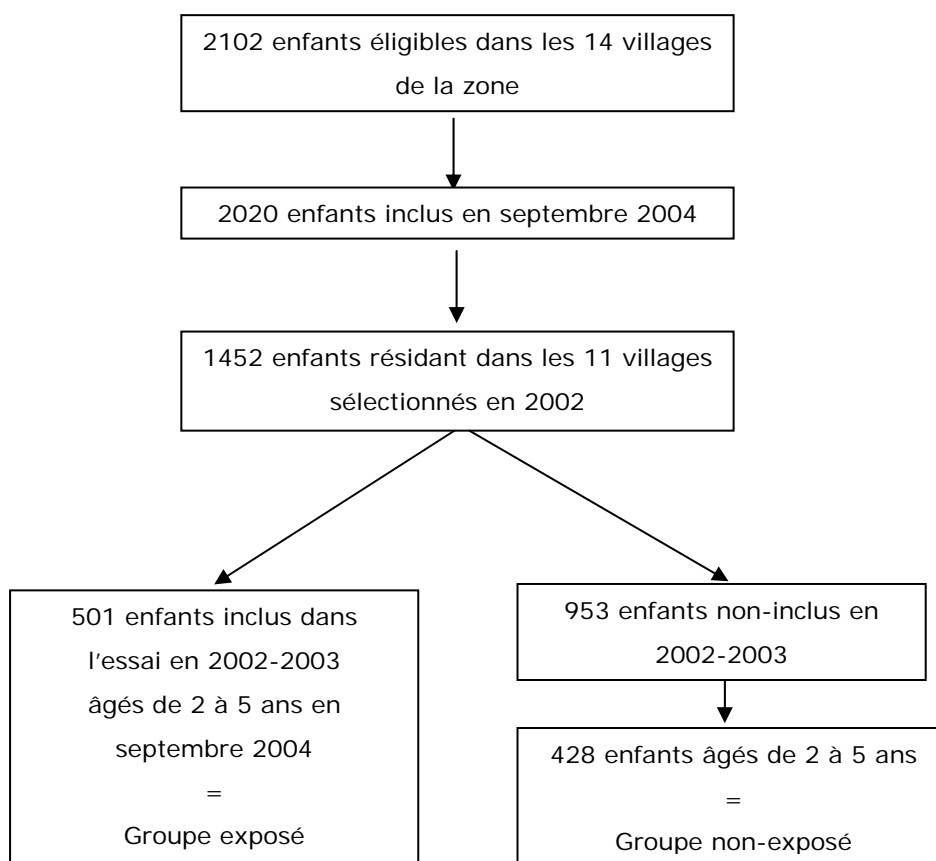 2102 enfants éligibles dans les 14 villages
de la zone
2020 enfants inclus en septembre 2004
1452 enfants résidant dans les 11 villages
sélectionnés en 2002
501 enfants inclus dans
l'essai en 2002-2003
âgés de 2 à 5 ans en
septembre 2004
=
Groupe exposé
953 enfants non-inclus en
2002-2003
428 enfants âgés de 2 à 5 ans
=
Groupe non-exposé